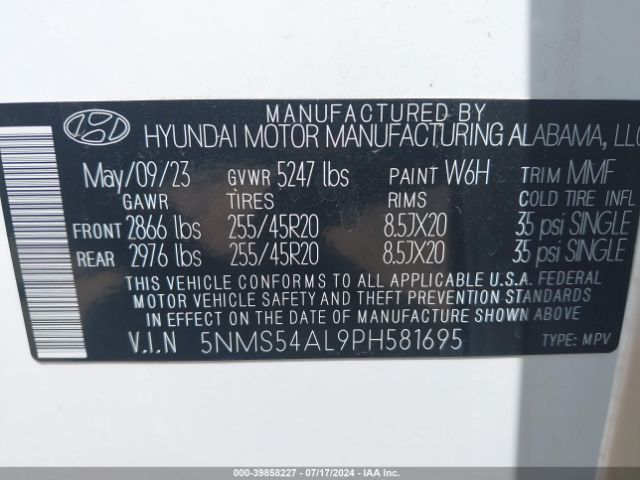 MANUFACTURED BY
HYUNDAI MOTOR MANUFACTURING ALABAMA, LLC
May/09/23 GVWR 5247 lbs PAINT W6H TRIM MMF
GAWR TIRES RIMS COLD TIRE INFL
FRONT 2866 lbs 255/45R20 8.5JX20 35 psi SINGLE
REAR 2976 lbs 255/45R20 8.5JX20 35 psi SINGLE
THIS VEHICLE CONFORMS TO ALL APPLICABLE U.S.A. FEDERAL
MOTOR VEHICLE SAFETY AND THEFT PREVENTION STANDARDS
IN EFFECT ON THE DATE OF MANUFACTURE SHOWN ABOVE
V.I.N 5NMS54AL9PH581695 TYPE: MPV
000-39858227 - 07/17/2024 - IAA Holdings, LLC.